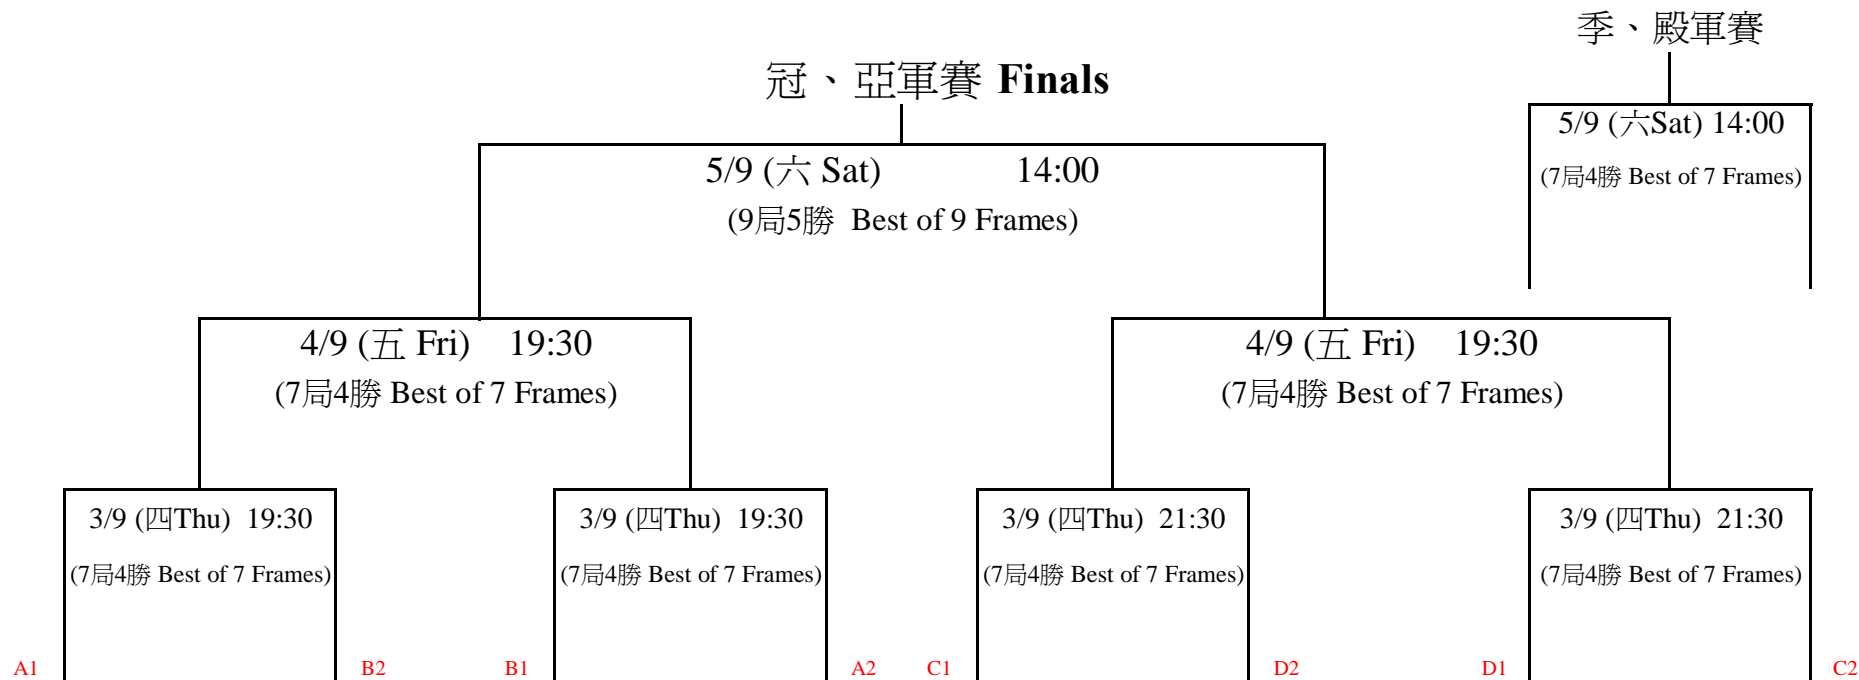 季、殿軍賽
冠、亞軍賽 Finals
5/9 (六Sat) 14:00
(7局4勝 Best of 7 Frames)
5/9 (六 Sat) 14:00
(9局5勝 Best of 9 Frames)
4/9 (五 Fri) 19:30
(7局4勝 Best of 7 Frames)
4/9 (五 Fri) 19:30
(7局4勝 Best of 7 Frames)
3/9 (四Thu) 19:30
(7局4勝 Best of 7 Frames)
3/9 (四Thu) 19:30
(7局4勝 Best of 7 Frames)
3/9 (四Thu) 21:30
(7局4勝 Best of 7 Frames)
3/9 (四Thu) 21:30
(7局4勝 Best of 7 Frames)
A1 B2 B1 A2 C1 D2 D1 C2